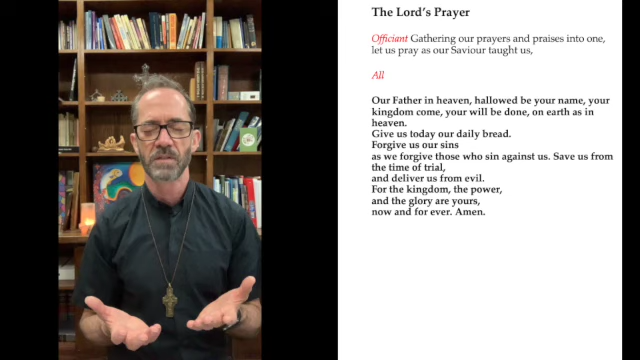 The Lord's Prayer
Officiant Gathering our prayers and praises into one,
let us pray as our Saviour taught us,
All
Our Father in heaven, hallowed be your name, your
kingdom come, your will be done, on earth as in
heaven.
Give us today our daily bread.
Forgive us our sins
as we forgive those who sin against us. Save us from
the time of trial,
and deliver us from evil.
For the kingdom, the power,
and the glory are yours,
now and for ever. Amen.